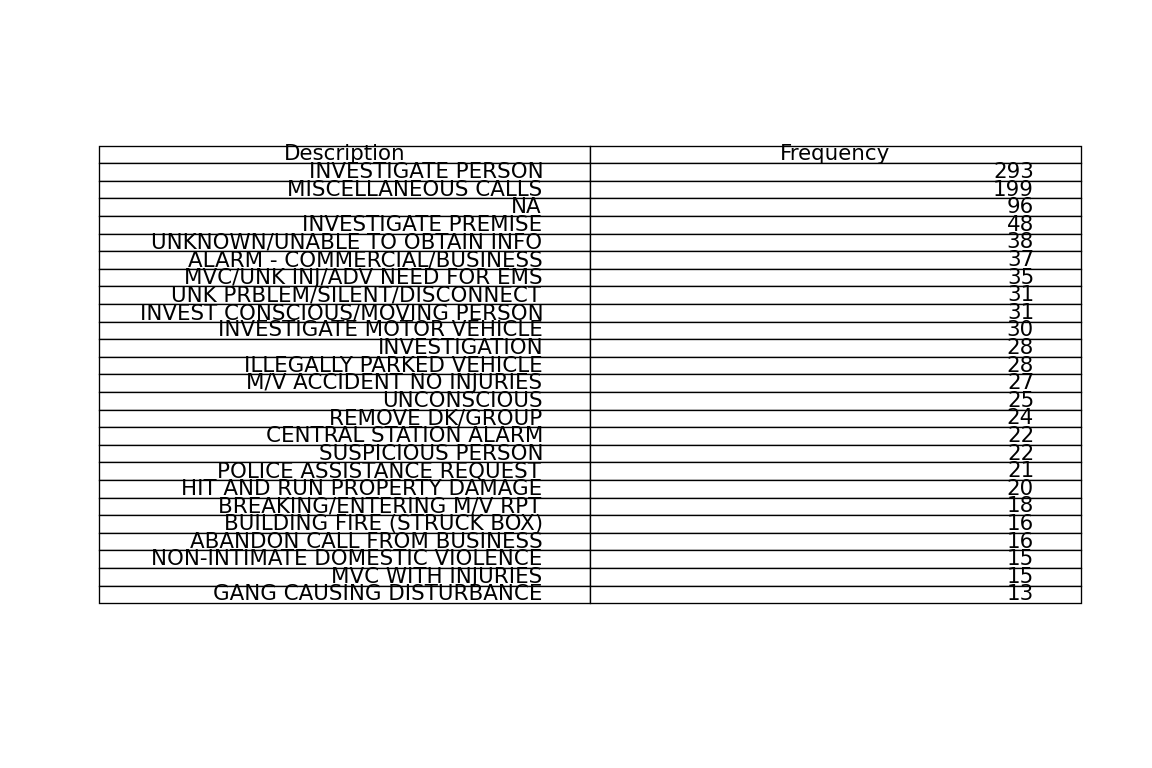 Description Frequency
INVESTIGATE PERSON 293
MISCELLANEOUS CALLS 199
NA 96
INVESTIGATE PREMISE 48
UNKNOWN/UNABLE TO OBTAIN INFO 38
ALARM - COMMERCIAL/BUSINESS 37
MVC/UNK INJ/ADV NEED FOR EMS 35
UNK PRBLEM/SILENT/DISCONNECT 31
INVEST CONSCIOUS/MOVING PERSON 31
INVESTIGATE MOTOR VEHICLE 30
INVESTIGATION 28
ILLEGALLY PARKED VEHICLE 28
M/V ACCIDENT NO INJURIES 27
UNCONSCIOUS 25
REMOVE DK/GROUP 24
CENTRAL STATION ALARM 22
SUSPICIOUS PERSON 22
POLICE ASSISTANCE REQUEST 21
HIT AND RUN PROPERTY DAMAGE 20
BREAKING/ENTERING M/V RPT 18
BUILDING FIRE (STRUCK BOX) 16
ABANDON CALL FROM BUSINESS 16
NON-INTIMATE DOMESTIC VIOLENCE 15
MVC WITH INJURIES 15
GANG CAUSING DISTURBANCE 13